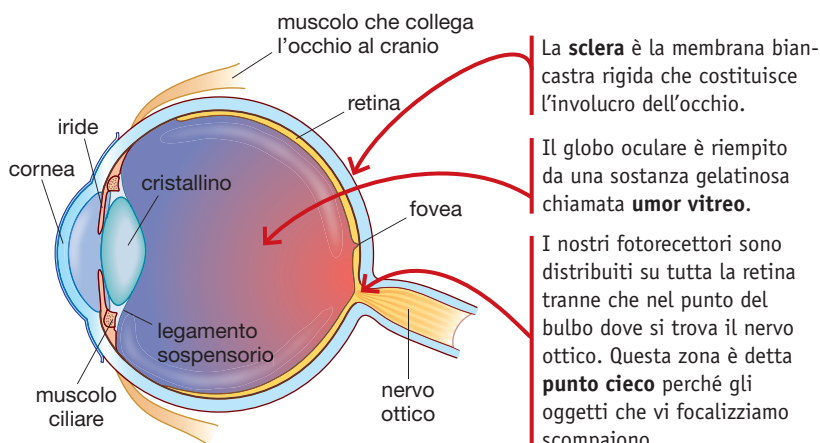 muscolo che collega
l'occhio al cranio
retina
iride
cornea
cristallino
fovea
legamento
sospensorio
muscolo
ciliare
nervo
ottico
La sclera è la membrana bian-
castra rigida che costituisce
l'involucro dell'occhio.
Il globo oculare è riempito
da una sostanza gelatinosa
chiamata umor vitreo.
I nostri fotorecettori sono
distribuiti su tutta la retina
tranne che nel punto del
bulbo dove si trova il nervo
ottico. Questa zona è detta
punto cieco perché gli
oggetti che vi focalizziamo
scompaiono